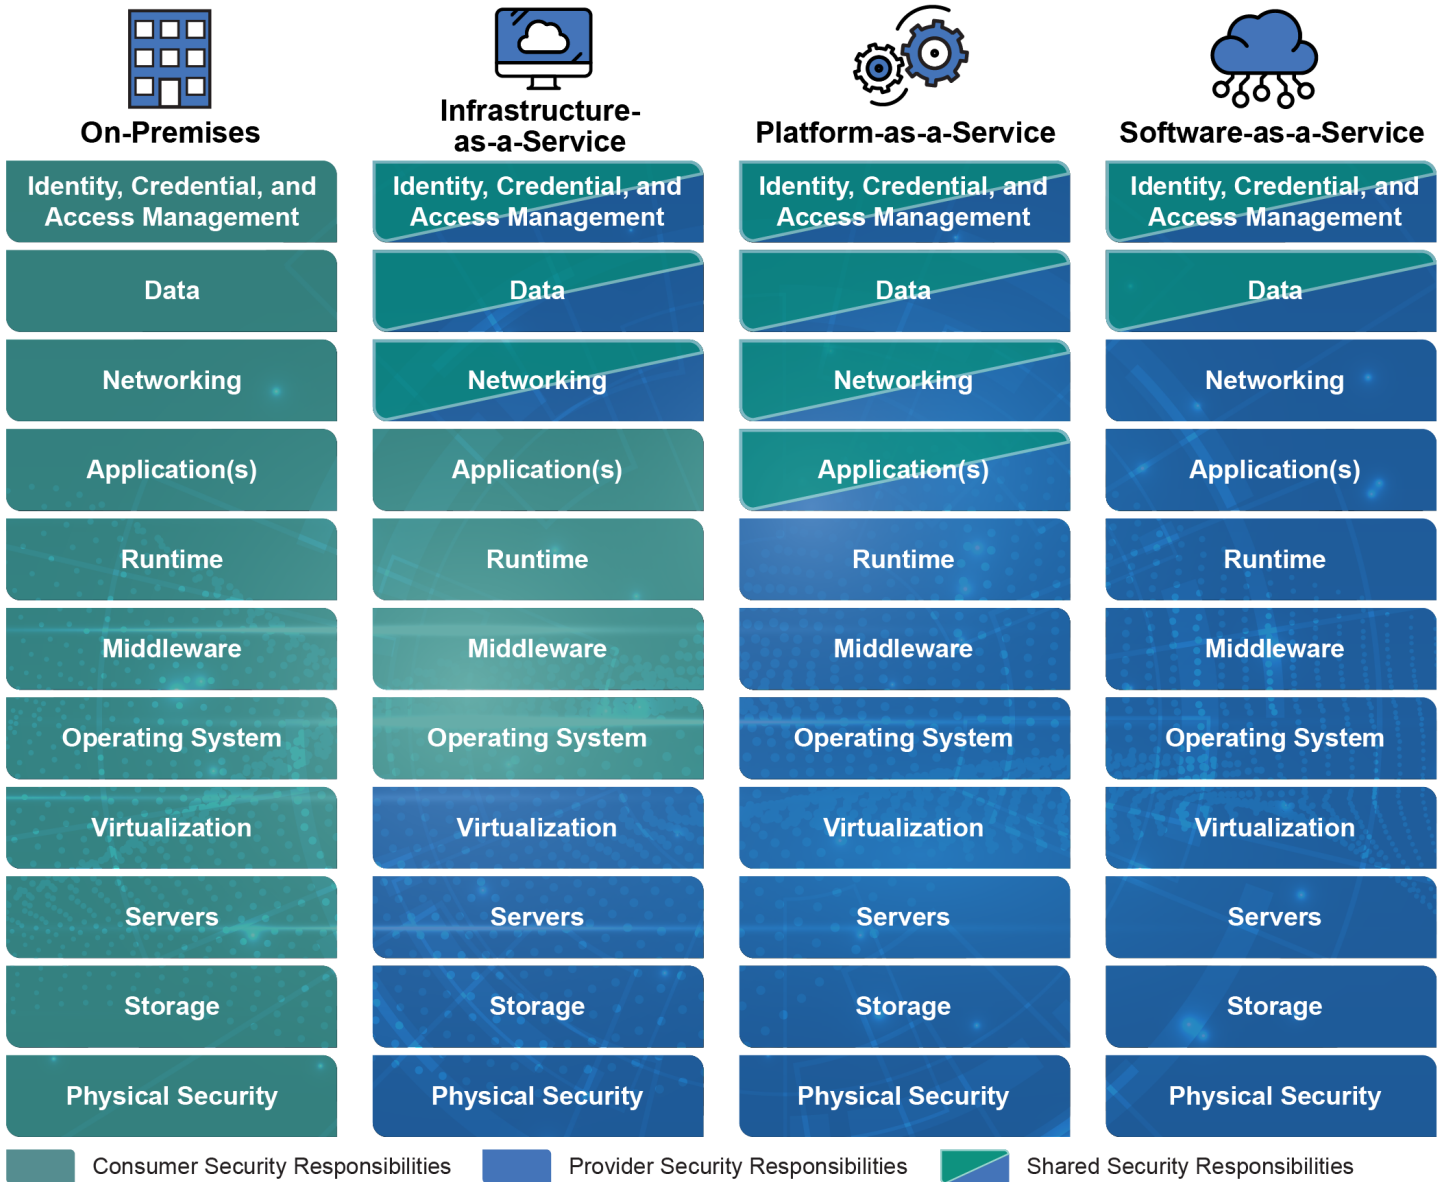 On-Premises
Identity, Credential, and
Access Management
Data
Networking
Application(s)
Runtime
Middleware
Operating System
Virtualization
Servers
Storage
Physical Security
Infrastructure-
as-a-Service
Identity, Credential, and
Access Management
Data
Networking
Application(s)
Runtime
Middleware
Operating System
Virtualization
Servers
Storage
Physical Security
Platform-as-a-Service
Identity, Credential, and
Access Management
Data
Networking
Application(s)
Runtime
Middleware
Operating System
Virtualization
Servers
Storage
Physical Security
Software-as-a-Service
Identity, Credential, and
Access Management
Data
Networking
Application(s)
Runtime
Middleware
Operating System
Virtualization
Servers
Storage
Physical Security
Consumer Security Responsibilities
Provider Security Responsibilities
Shared Security Responsibilities